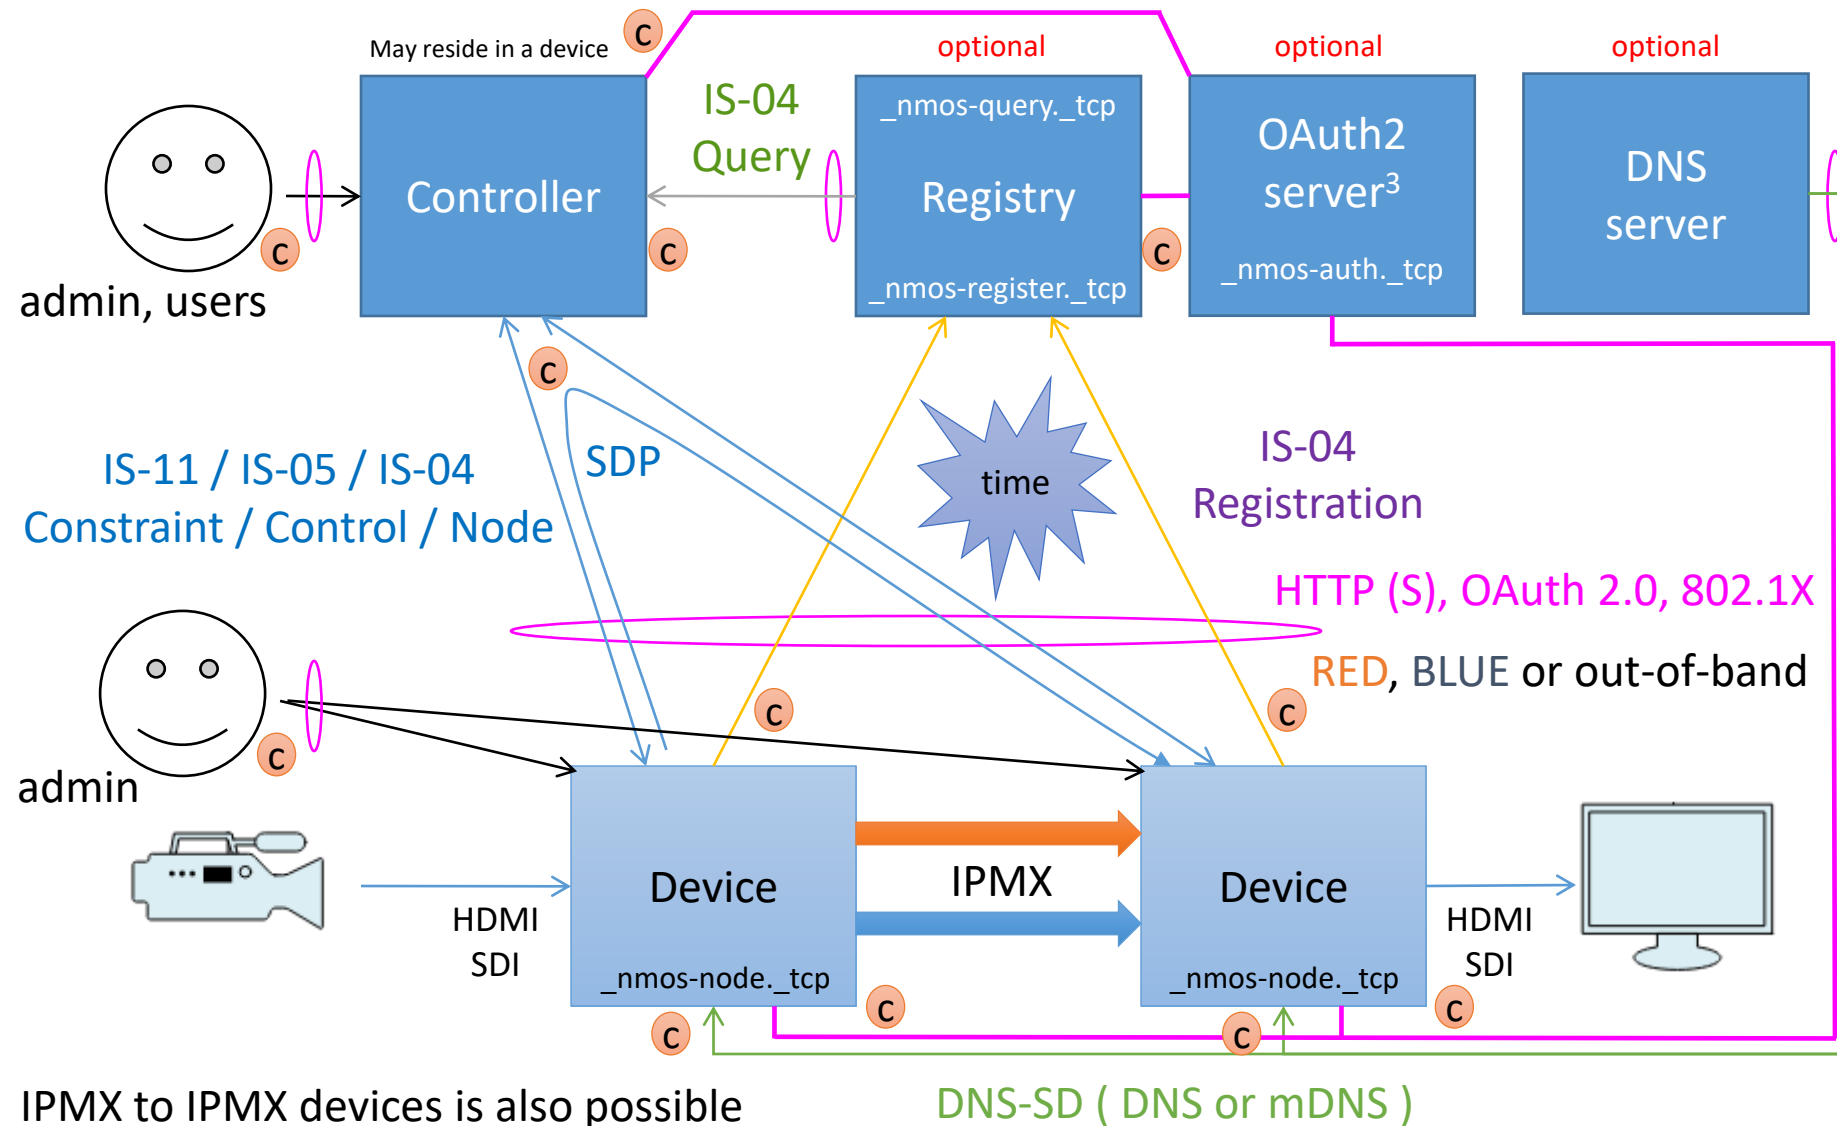 May reside in a device
c
optional
optional
optional
IS-04
Query
_nmos-query._tcp
OAuth2
server3
DNS
server
Controller
Registry
c
c
c
_nmos-register._tcp
_nmos-auth._tcp
admin, users
c
SDP
IS-11 / IS-05 / IS-04
Constraint / Control / Node
time
IS-04
Registration
HTTP (S), OAuth 2.0, 802.1X
RED, BLUE or out-of-band
c
c
c
admin
Device
IPMX
Device
HDMI
SDI
HDMI
SDI
_nmos-node._tcp
_nmos-node._tcp
c
c
c
c
IPMX to IPMX devices is also possible
DNS-SD ( DNS or mDNS )